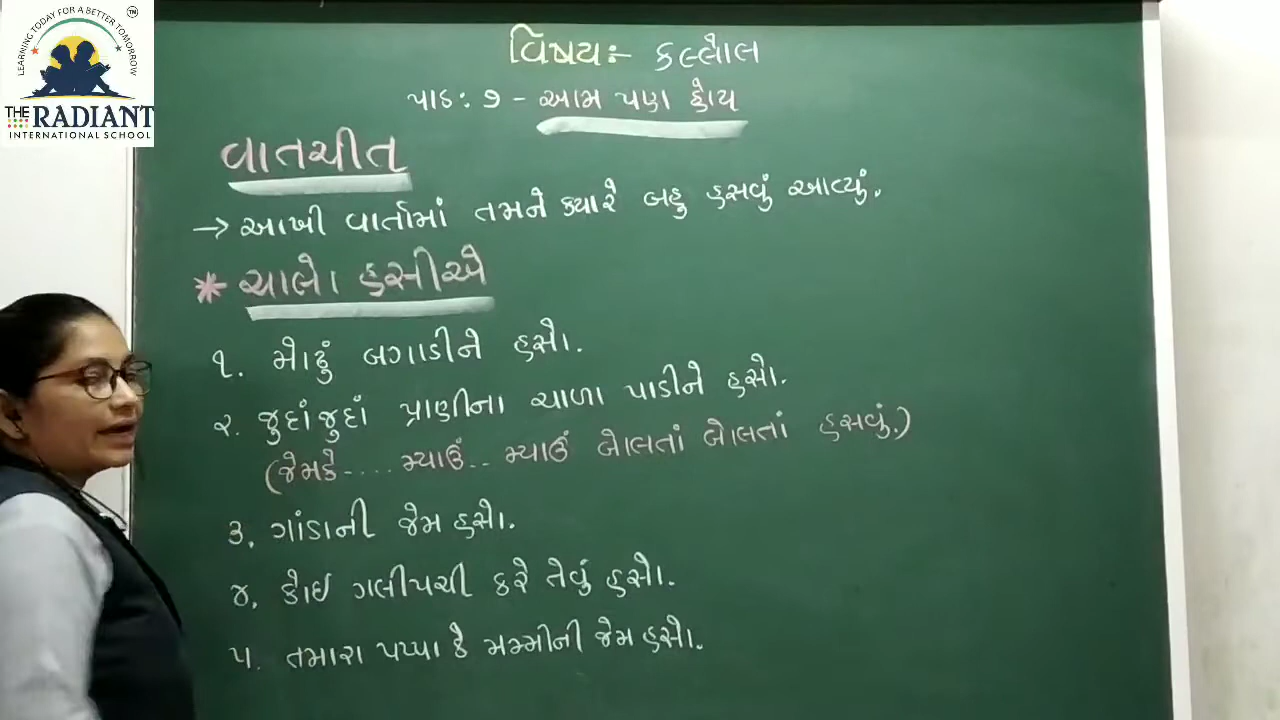 LEARNING TODAY FOR A BETTER TOMORROW
TM
THE RADIANT
INTERNATIONAL SCHOOL
વિષય:- કલ્લોલ
પાઠ: ૭ - આમ પણ હોય
વાતચીત
→ આખી વાર્તામાં તમને ક્યારે બહુ હસવું આવ્યું.
* ચાલો હસીએ
૧. મોઢું બગાડીને હસો.
૨. જુદાંજુદાં પ્રાણીના ચાળા પાડીને હસો.
(જેમકે-.... મ્યાઉં.. મ્યાઉં બોલતાં બોલતાં હસવું.)
૩. ગાંડાની જેમ હસો.
૪. કોઈ ગલીપચી કરે તેવું હસો.
૫. તમારા પપ્પા કે મમ્મીની જેમ હસો.